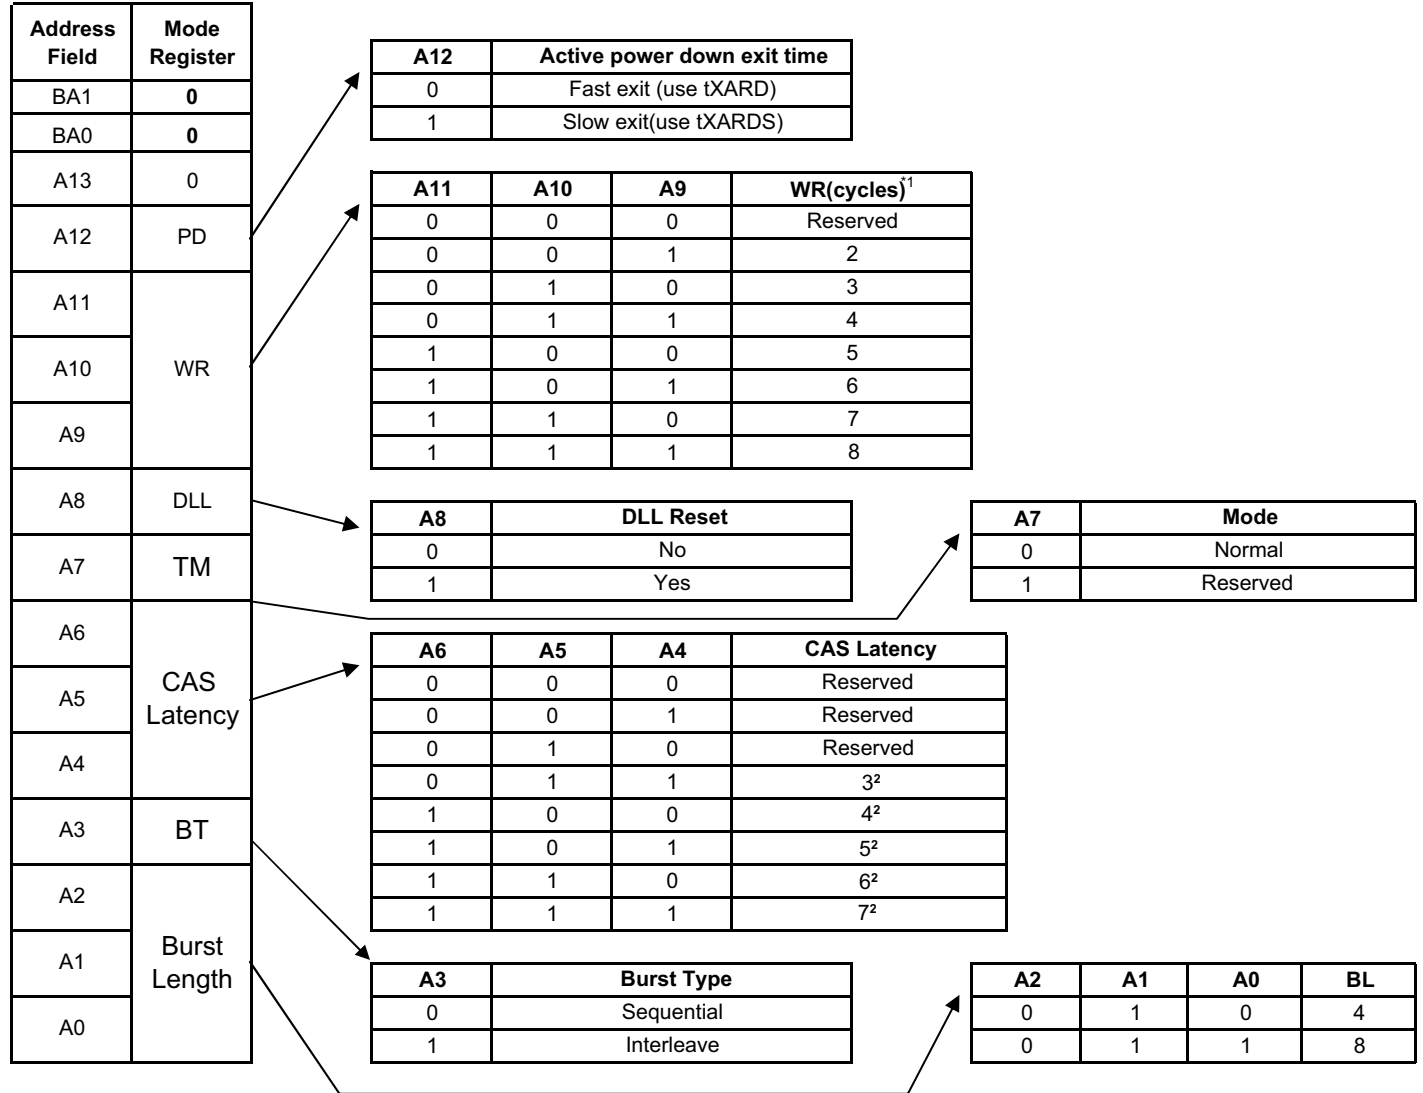 Address Field Mode Register
BA1 0
BA0 0
A13 0
A12 PD
A11
A10 WR
A9
A8 DLL
A7 TM
A6
A5 CAS Latency
A4
A3 BT
A2
A1 Burst Length
A0
A12 Active power down exit time
0 Fast exit (use tXARD)
1 Slow exit(use tXARDS)
A11 A10 A9 WR(cycles)*1
0 0 0 Reserved
0 0 1 2
0 1 0 3
0 1 1 4
1 0 0 5
1 0 1 6
1 1 0 7
1 1 1 8
A8 DLL Reset
0 No
1 Yes
A7 Mode
0 Normal
1 Reserved
A6 A5 A4 CAS Latency
0 0 0 Reserved
0 0 1 Reserved
0 1 0 Reserved
0 1 1 3²
1 0 0 4²
1 0 1 5²
1 1 0 6²
1 1 1 7²
A3 Burst Type
0 Sequential
1 Interleave
A2 A1 A0 BL
0 1 0 4
0 1 1 8